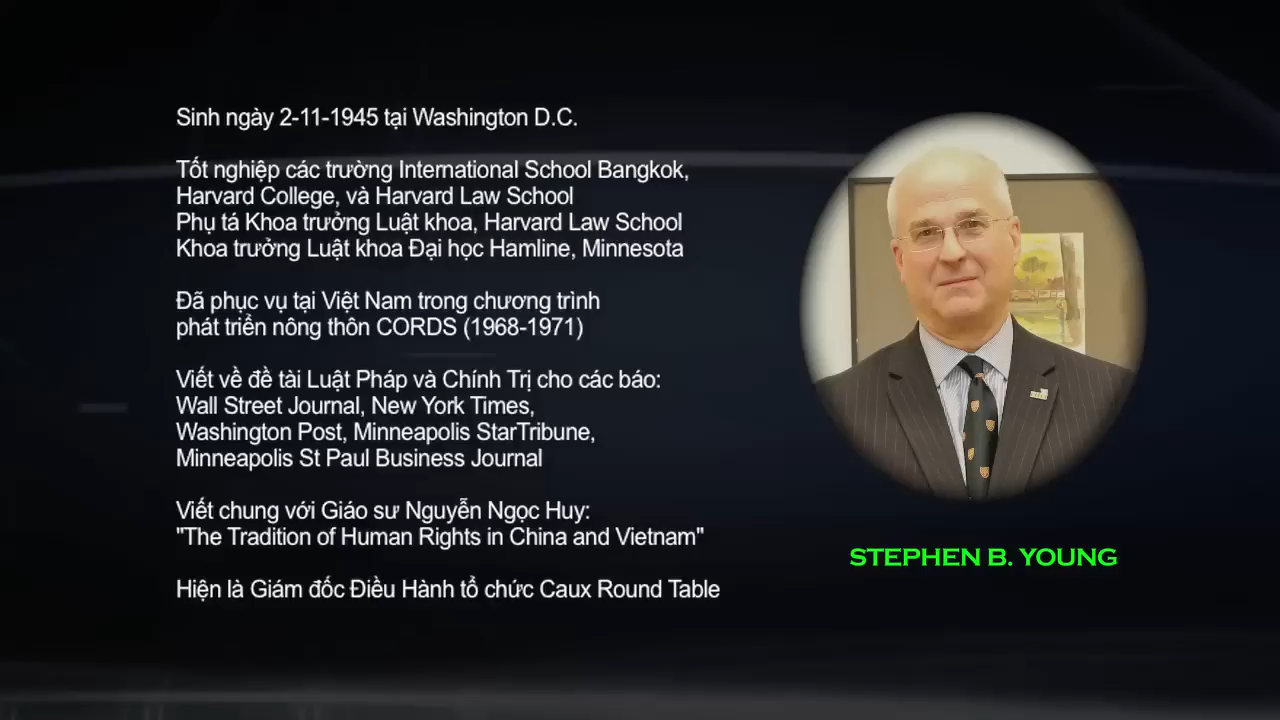 Sinh ngày 2-11-1945 tại Washington D.C.
Tốt nghiệp các trường International School Bangkok,
Harvard College, và Harvard Law School
Phụ tá Khoa trưởng Luật khoa, Harvard Law School
Khoa trưởng Luật khoa Đại học Hamline, Minnesota
Đã phục vụ tại Việt Nam trong chương trình
phát triển nông thôn CORDS (1968-1971)
Viết về đề tài Luật Pháp và Chính Trị cho các báo:
Wall Street Journal, New York Times,
Washington Post, Minneapolis StarTribune,
Minneapolis St Paul Business Journal
Viết chung với Giáo sư Nguyễn Ngọc Huy:
"The Tradition of Human Rights in China and Vietnam"
Hiện là Giám đốc Điều Hành tổ chức Caux Round Table
STEPHEN B. YOUNG